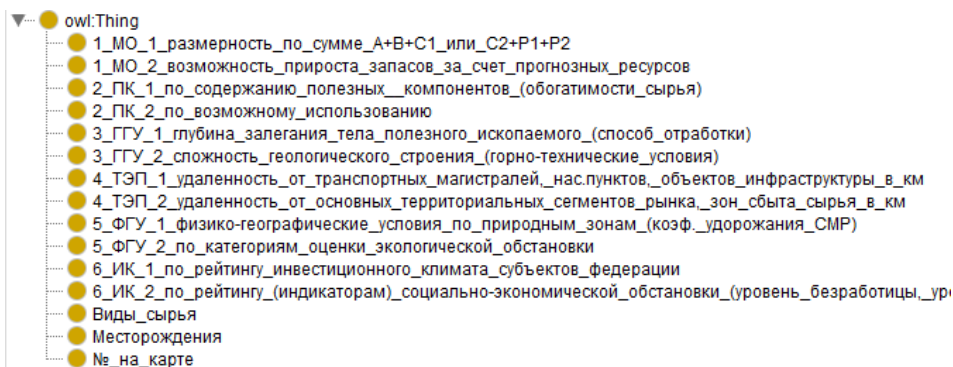 owl:Thing
1_МО_1_размерность_по_сумме_А+В+С1_или_С2+Р1+Р2
1_МО_2_возможность_прироста_запасов_за_счет_прогнозных_ресурсов
2_ПК_1_по_содержанию_полезных__компонентов_(обогатимости_сырья)
2_ПК_2_по_возможному_использованию
3_ГГУ_1_глубина_залегания_тела_полезного_ископаемого_(способ_отработки)
3_ГГУ_2_сложность_геологического_строения_(горно-технические_условия)
4_ТЭП_1_удаленность_от_транспортных_магистралей,_нас.пунктов,_объектов_инфраструктуры_в_км
4_ТЭП_2_удаленность_от_основных_территориальных_сегментов_рынка,_зон_сбыта_сырья_в_км
5_ФГУ_1_физико-географические_условия_по_природным_зонам_(коэф._удорожания_СМР)
5_ФГУ_2_по_категориям_оценки_экологической_обстановки
6_ИК_1_по_рейтингу_инвестиционного_климата_субъектов_федерации
6_ИК_2_по_рейтингу_(индикаторам)_социально-экономической_обстановки_(уровень_безработицы,_ур
Виды_сырья
Месторождения
№_на_карте